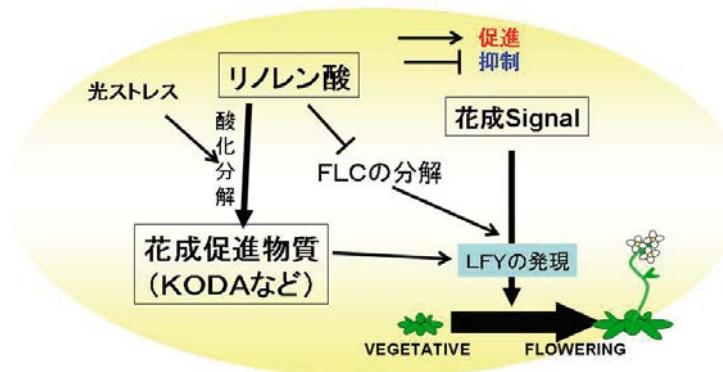 促進
抑制
リノレン酸
光ストレス
酸化分解
花成Signal
FLCの分解
花成促進物質
(KODAなど)
LFYの発現
VEGETATIVE
FLOWERING